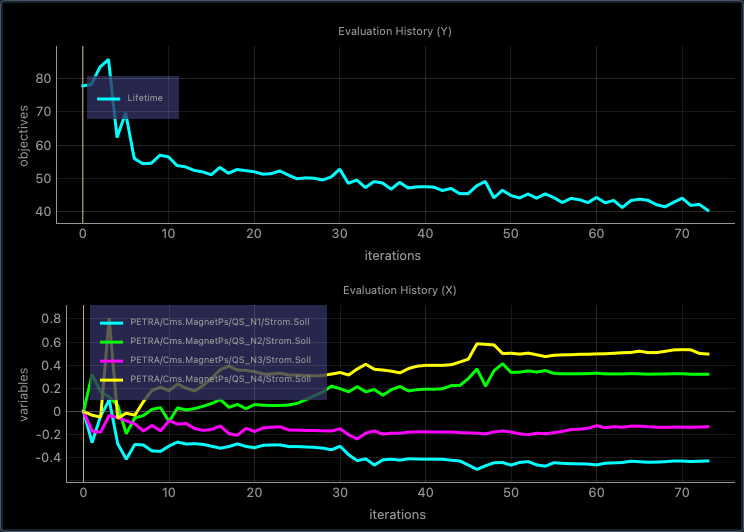 Evaluation History (Y)
80
70
60
50
40
objectives
Lifetime
0
10
20
30
40
50
60
70
iterations
Evaluation History (X)
0.8
0.6
0.4
0.2
0
-0.2
-0.4
variables
PETRA/Cms.MagnetPs/QS_N1/Strom.Soll
PETRA/Cms.MagnetPs/QS_N2/Strom.Soll
PETRA/Cms.MagnetPs/QS_N3/Strom.Soll
PETRA/Cms.MagnetPs/QS_N4/Strom.Soll
0
10
20
30
40
50
60
70
iterations